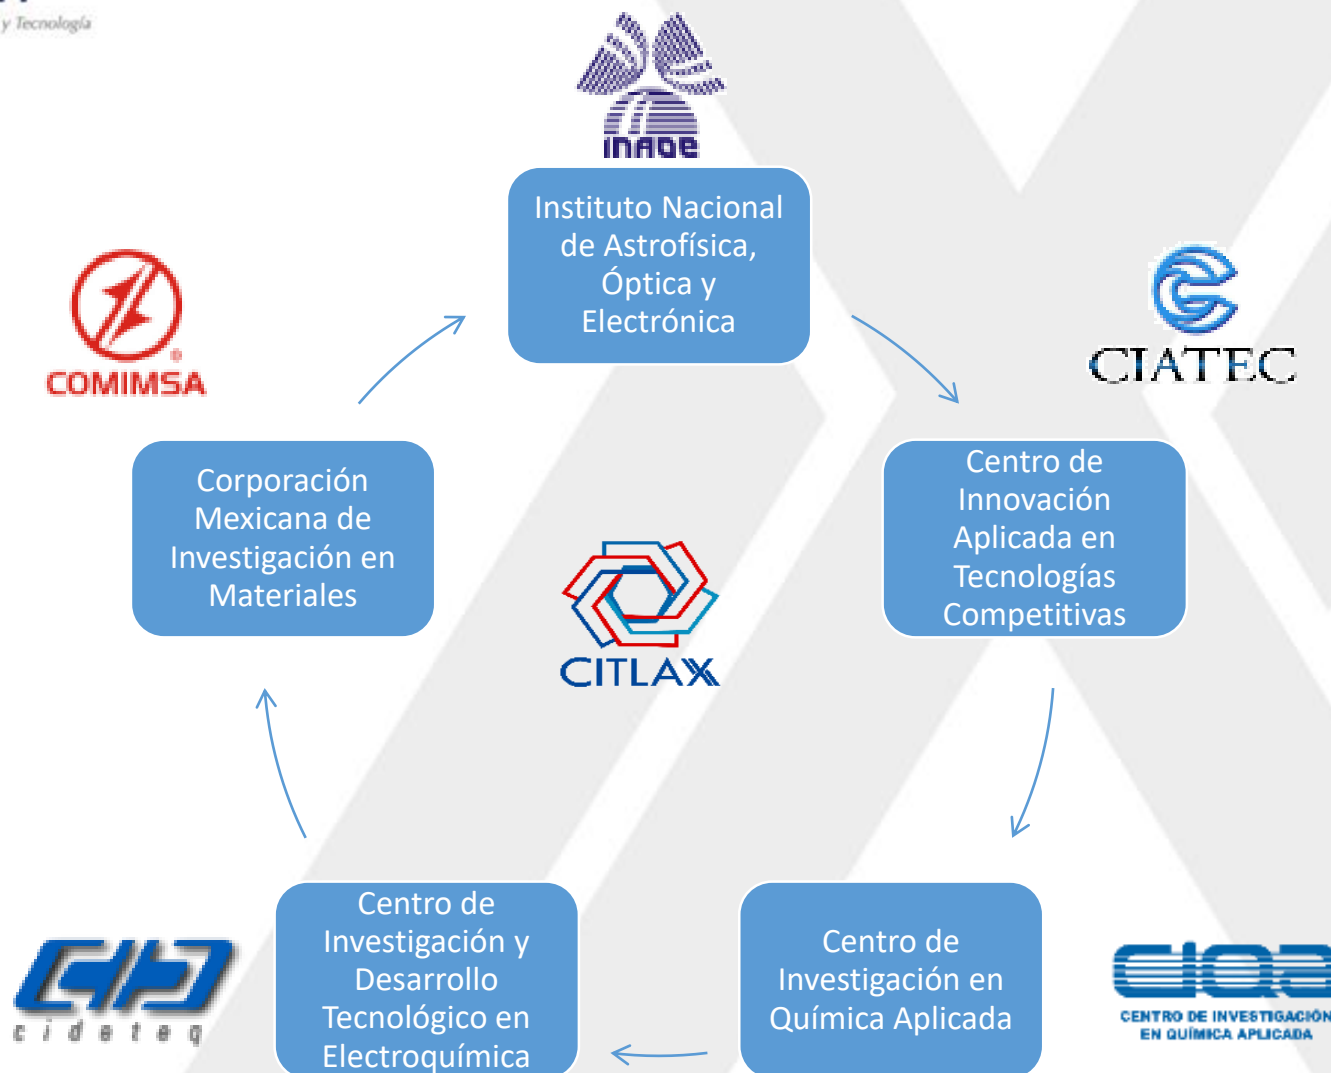 y Tecnología
INAOE
Instituto Nacional
de Astrofísica,
Óptica y
Electrónica
COMIMSA
CIATEC
Corporación
Mexicana de
Investigación en
Materiales
Centro de
Innovación
Aplicada en
Tecnologías
Competitivas
CITLAX
cideteq
Centro de
Investigación y
Desarrollo
Tecnológico en
Electroquímica
Centro de
Investigación en
Química Aplicada
CIQA
CENTRO DE INVESTIGACIÓN
EN QUÍMICA APLICADA